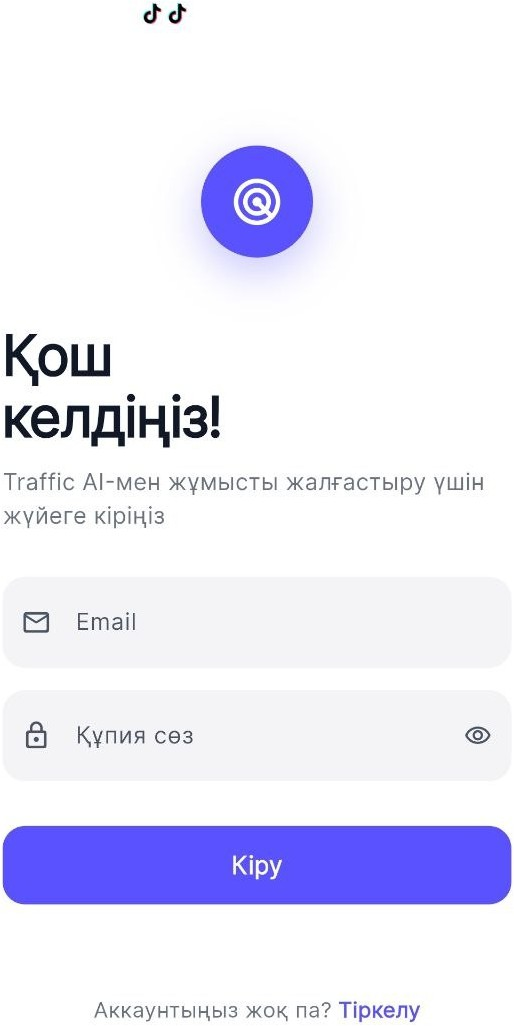 Қош
келдіңіз!
Traffic AI-мен жұмысты жалғастыру үшін
жүйеге кіріңіз
Email
Құпия сөз
Кіру
Аккаунтыңыз жоқ па? Тіркелу